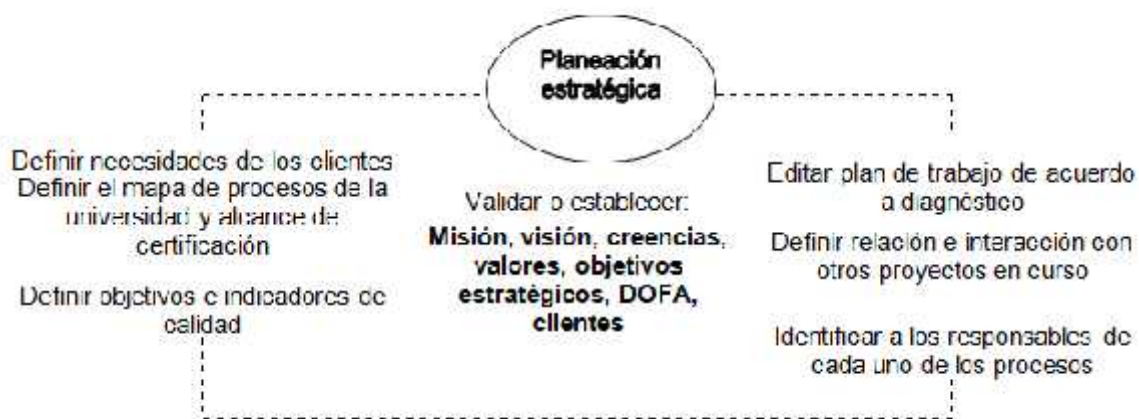 Planeación
estratégica
Definir necesidades de los clientes
Definir el mapa de procesos de la
universidad y alcance de
certificación
Definir objetivos e indicadores de
calidad
Validar o establecer:
Misión, visión, creencias,
valores, objetivos
estratégicos, DOFA,
clientes
Editar plan de trabajo de acuerdo
a diagnóstico
Definir relación e interacción con
otros proyectos en curso
Identificar a los responsables de
cada uno de los procesos